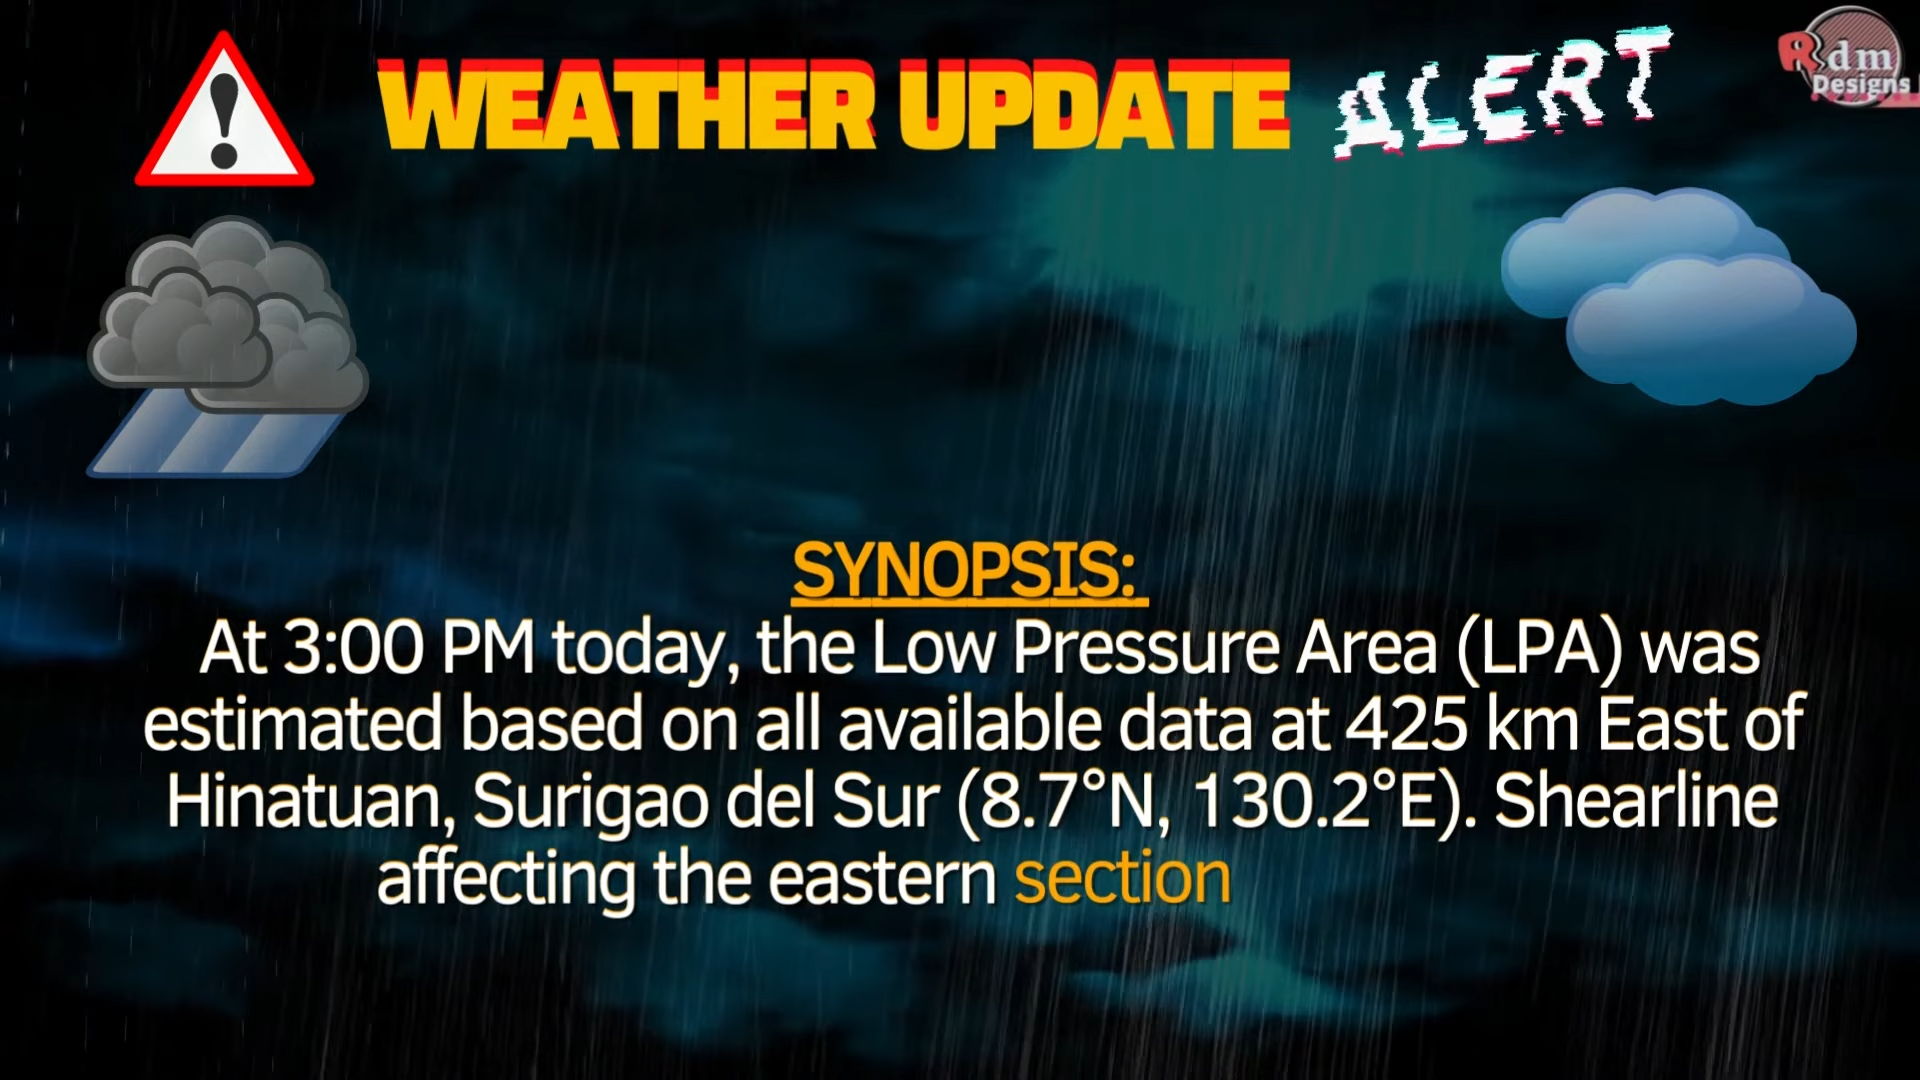 WEATHER UPDATE ALERT
Rdm
Designs
SYNOPSIS:
At 3:00 PM today, the Low Pressure Area (LPA) was
estimated based on all available data at 425 km East of
Hinatuan, Surigao del Sur (8.7°N, 130.2°E). Shearline
affecting the eastern section